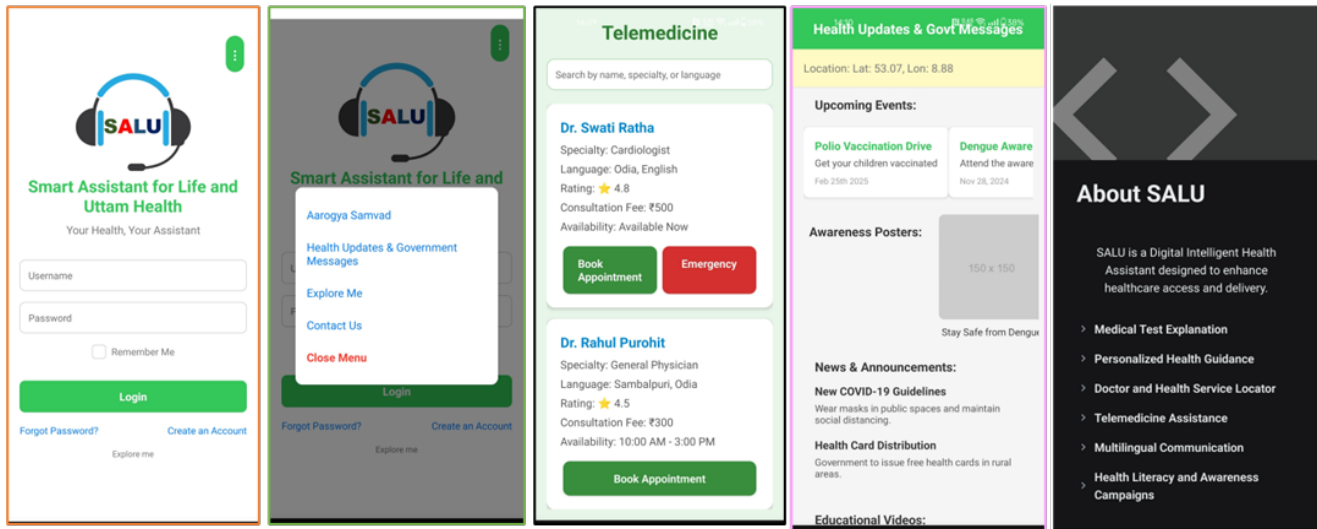 SALU
Smart Assistant for Life and
Uttam Health
Your Health, Your Assistant
Username
Password
Remember Me
Login
Forgot Password?
Create an Account
Explore me
SALU
Smart Assistant for Life and
Aarogya Samvad
Health Updates & Government
Messages
Explore Me
Contact Us
Close Menu
Login
Forgot Password?
Create an Account
Explore me
Telemedicine
Search by name, specialty, or language
Dr. Swati Ratha
Specialty: Cardiologist
Language: Odia, English
Rating: ⭐ 4.8
Consultation Fee: ₹500
Availability: Available Now
Book
Appointment
Emergency
Dr. Rahul Purohit
Specialty: General Physician
Language: Sambalpuri, Odia
Rating: ⭐ 4.5
Consultation Fee: ₹300
Availability: 10:00 AM - 3:00 PM
Book Appointment
Health Updates & Govt Messages
Location: Lat: 53.07, Lon: 8.88
Upcoming Events:
Polio Vaccination Drive
Get your children vaccinated
Feb 25th 2025
Dengue Aware
Attend the aware
Nov 28, 2024
Awareness Posters:
150 x 150
Stay Safe from Dengue
News & Announcements:
New COVID-19 Guidelines
Wear masks in public spaces and maintain
social distancing.
Health Card Distribution
Government to issue free health cards in rural
areas.
Educational Videos:
About SALU
SALU is a Digital Intelligent Health
Assistant designed to enhance
healthcare access and delivery.
> Medical Test Explanation
> Personalized Health Guidance
> Doctor and Health Service Locator
> Telemedicine Assistance
> Multilingual Communication
> Health Literacy and Awareness
Campaigns